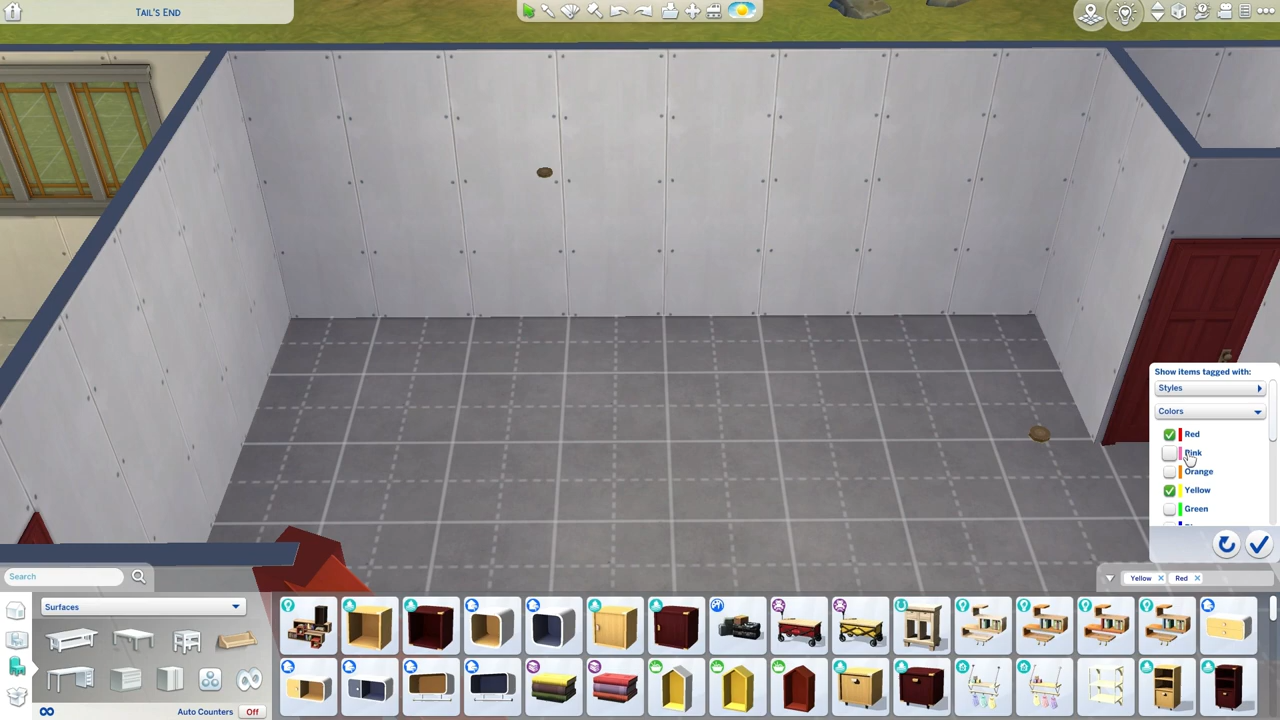 Tail's End
Show items tagged with:
Styles
Colors
Red
Pink
Orange
Yellow
Green
Yellow
Red
Search
Surfaces
Auto Counters Off